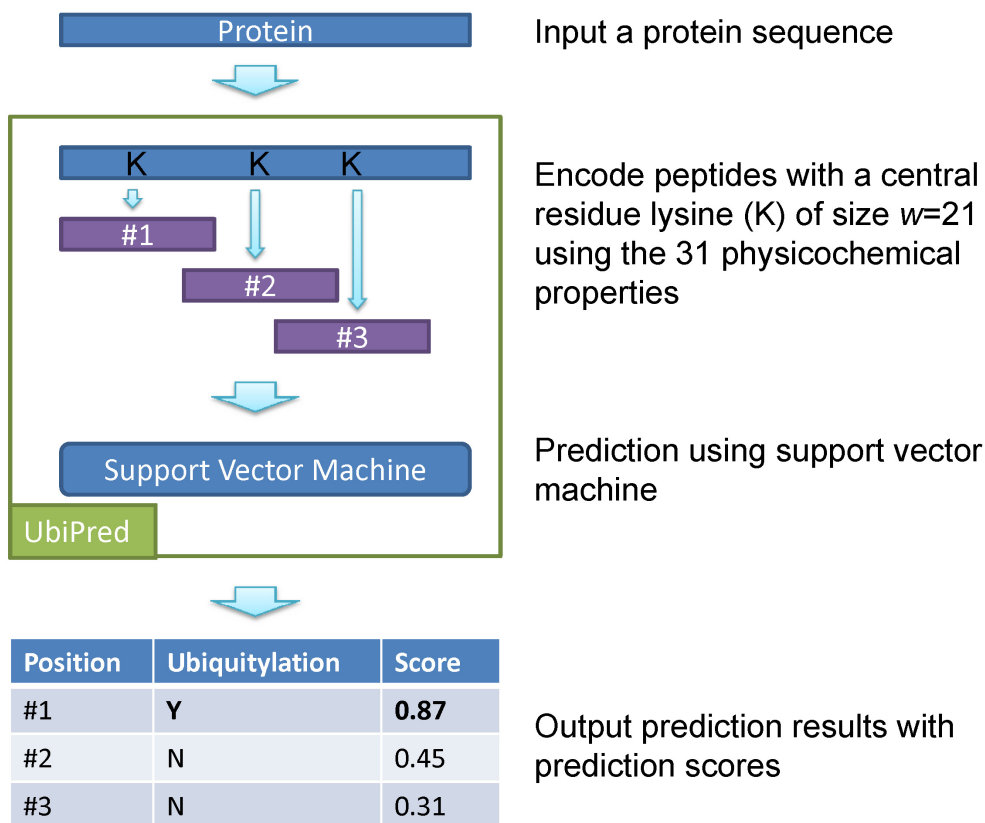 Protein
Input a protein sequence
K K K
Encode peptides with a central
residue lysine (K) of size w=21
using the 31 physicochemical
properties
#1
#2
#3
Support Vector Machine
Prediction using support vector
machine
UbiPred
Position Ubiquitylation Score
#1 Y 0.87
#2 N 0.45
#3 N 0.31
Output prediction results with
prediction scores